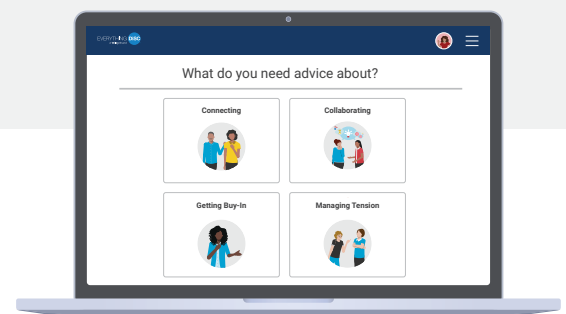 EVERYTHING DiSC
What do you need advice about?
Connecting
Collaborating
Getting Buy-In
Managing Tension